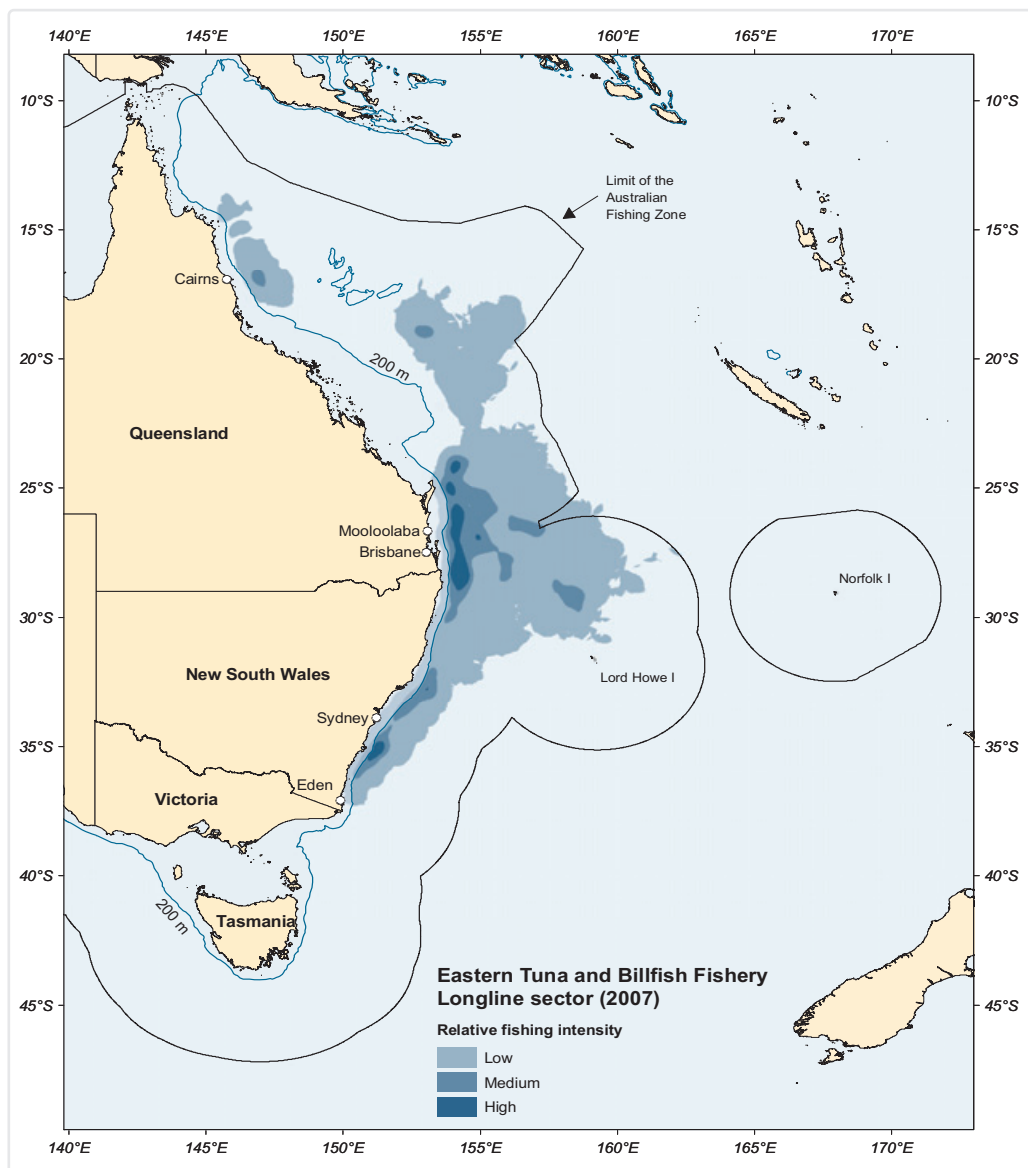 140°E 145°E 150°E 155°E 160°E 165°E 170°E
10°S 10°S
Limit of the
Australian
Fishing Zone
15°S 15°S
Cairns
200 m
20°S 20°S
Queensland
25°S 25°S
Mooloolaba
Brisbane
Norfolk I
30°S 30°S
New South Wales
Lord Howe I
Sydney
35°S 35°S
Eden
Victoria
40°S 40°S
200 m
Tasmania
Eastern Tuna and Billfish Fishery
Longline sector (2007)
45°S 45°S
Relative fishing intensity
Low
Medium
High
140°E 145°E 150°E 155°E 160°E 165°E 170°E